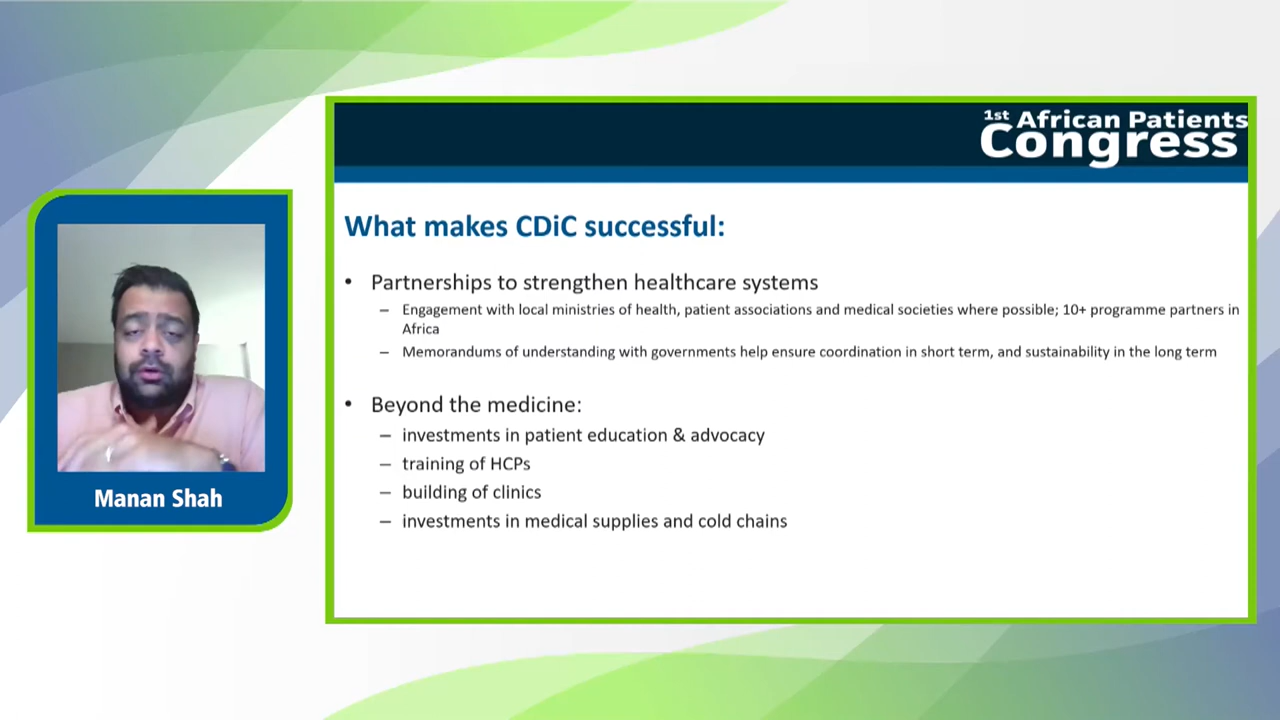 1st African Patients
Congress
What makes CDiC successful:
• Partnerships to strengthen healthcare systems
– Engagement with local ministries of health, patient associations and medical societies where possible; 10+ programme partners in
Africa
– Memorandums of understanding with governments help ensure coordination in short term, and sustainability in the long term
• Beyond the medicine:
– investments in patient education & advocacy
– training of HCPs
– building of clinics
– investments in medical supplies and cold chains
Manan Shah